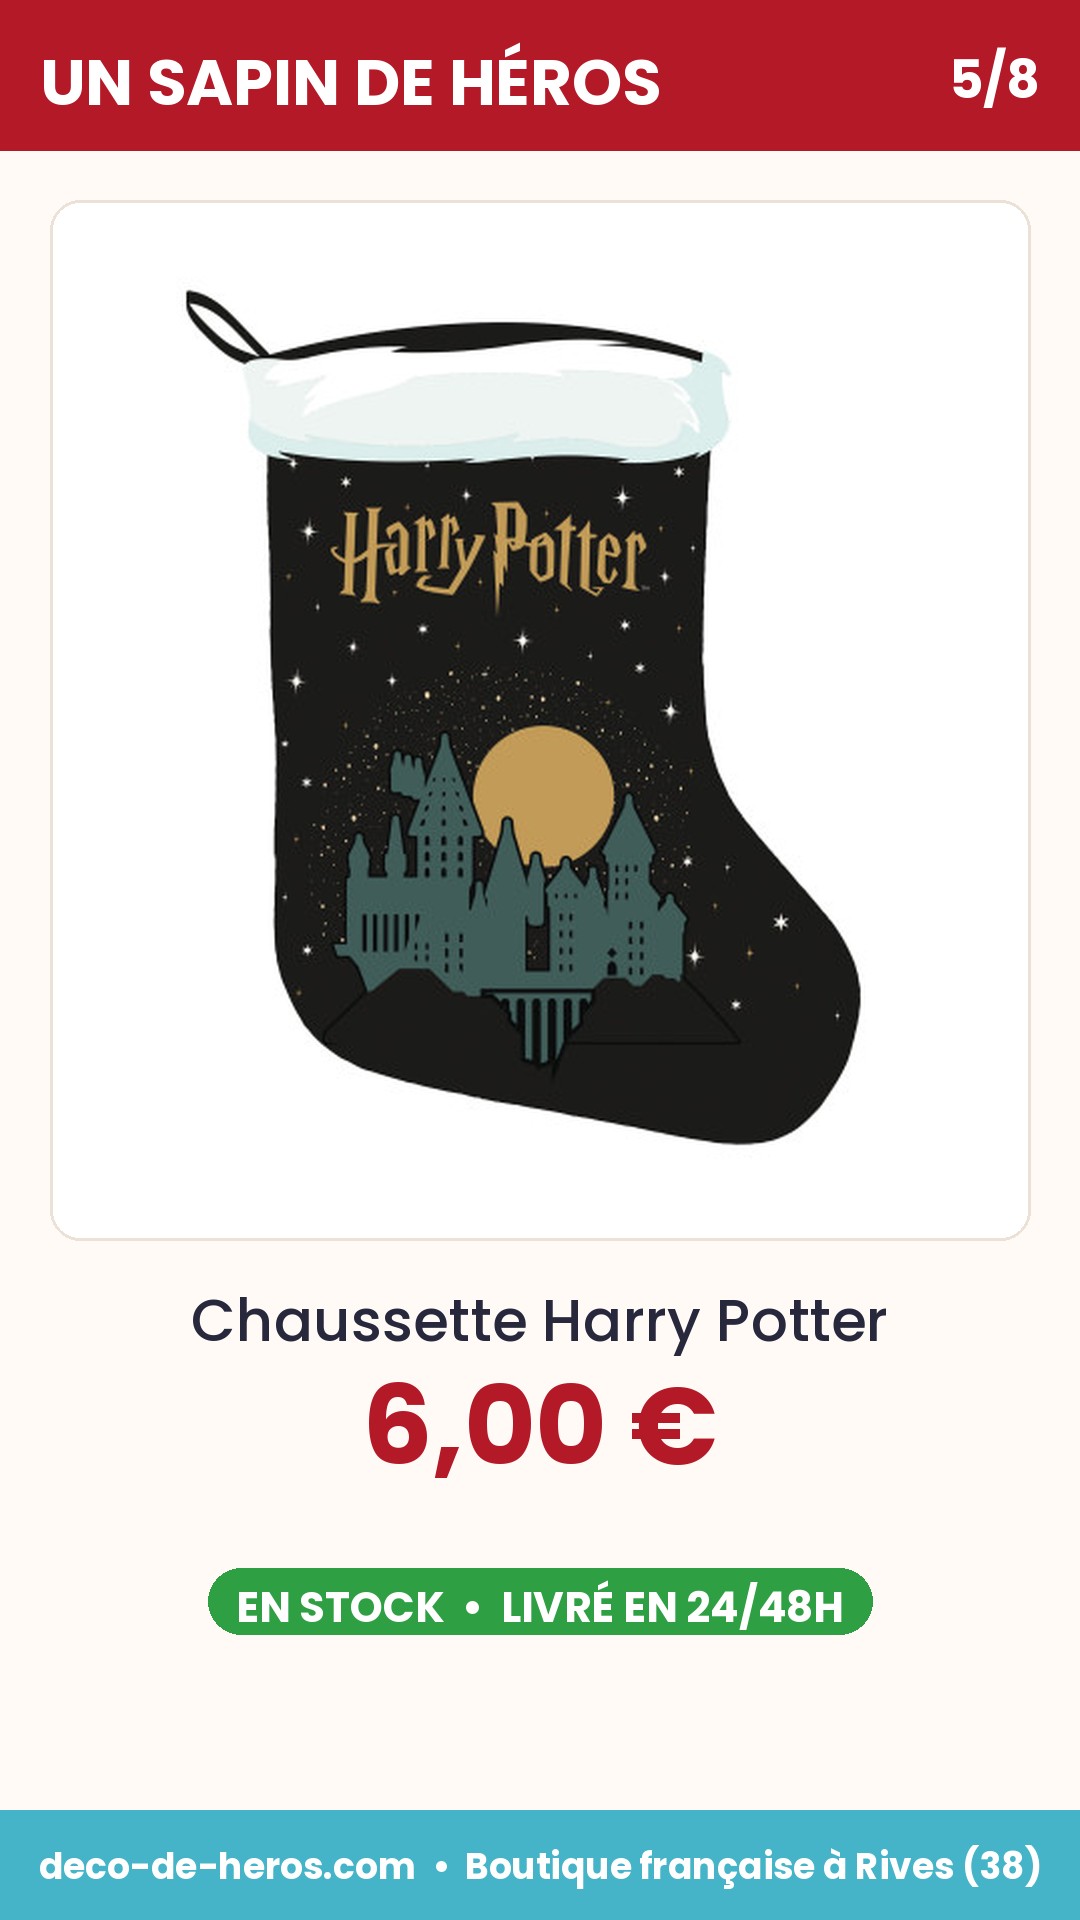 UN SAPIN DE HÉROS
5/8
Harry Potter
Chaussette Harry Potter
6,00 €
EN STOCK • LIVRÉ EN 24/48H
deco-de-heros.com • Boutique française à Rives (38)